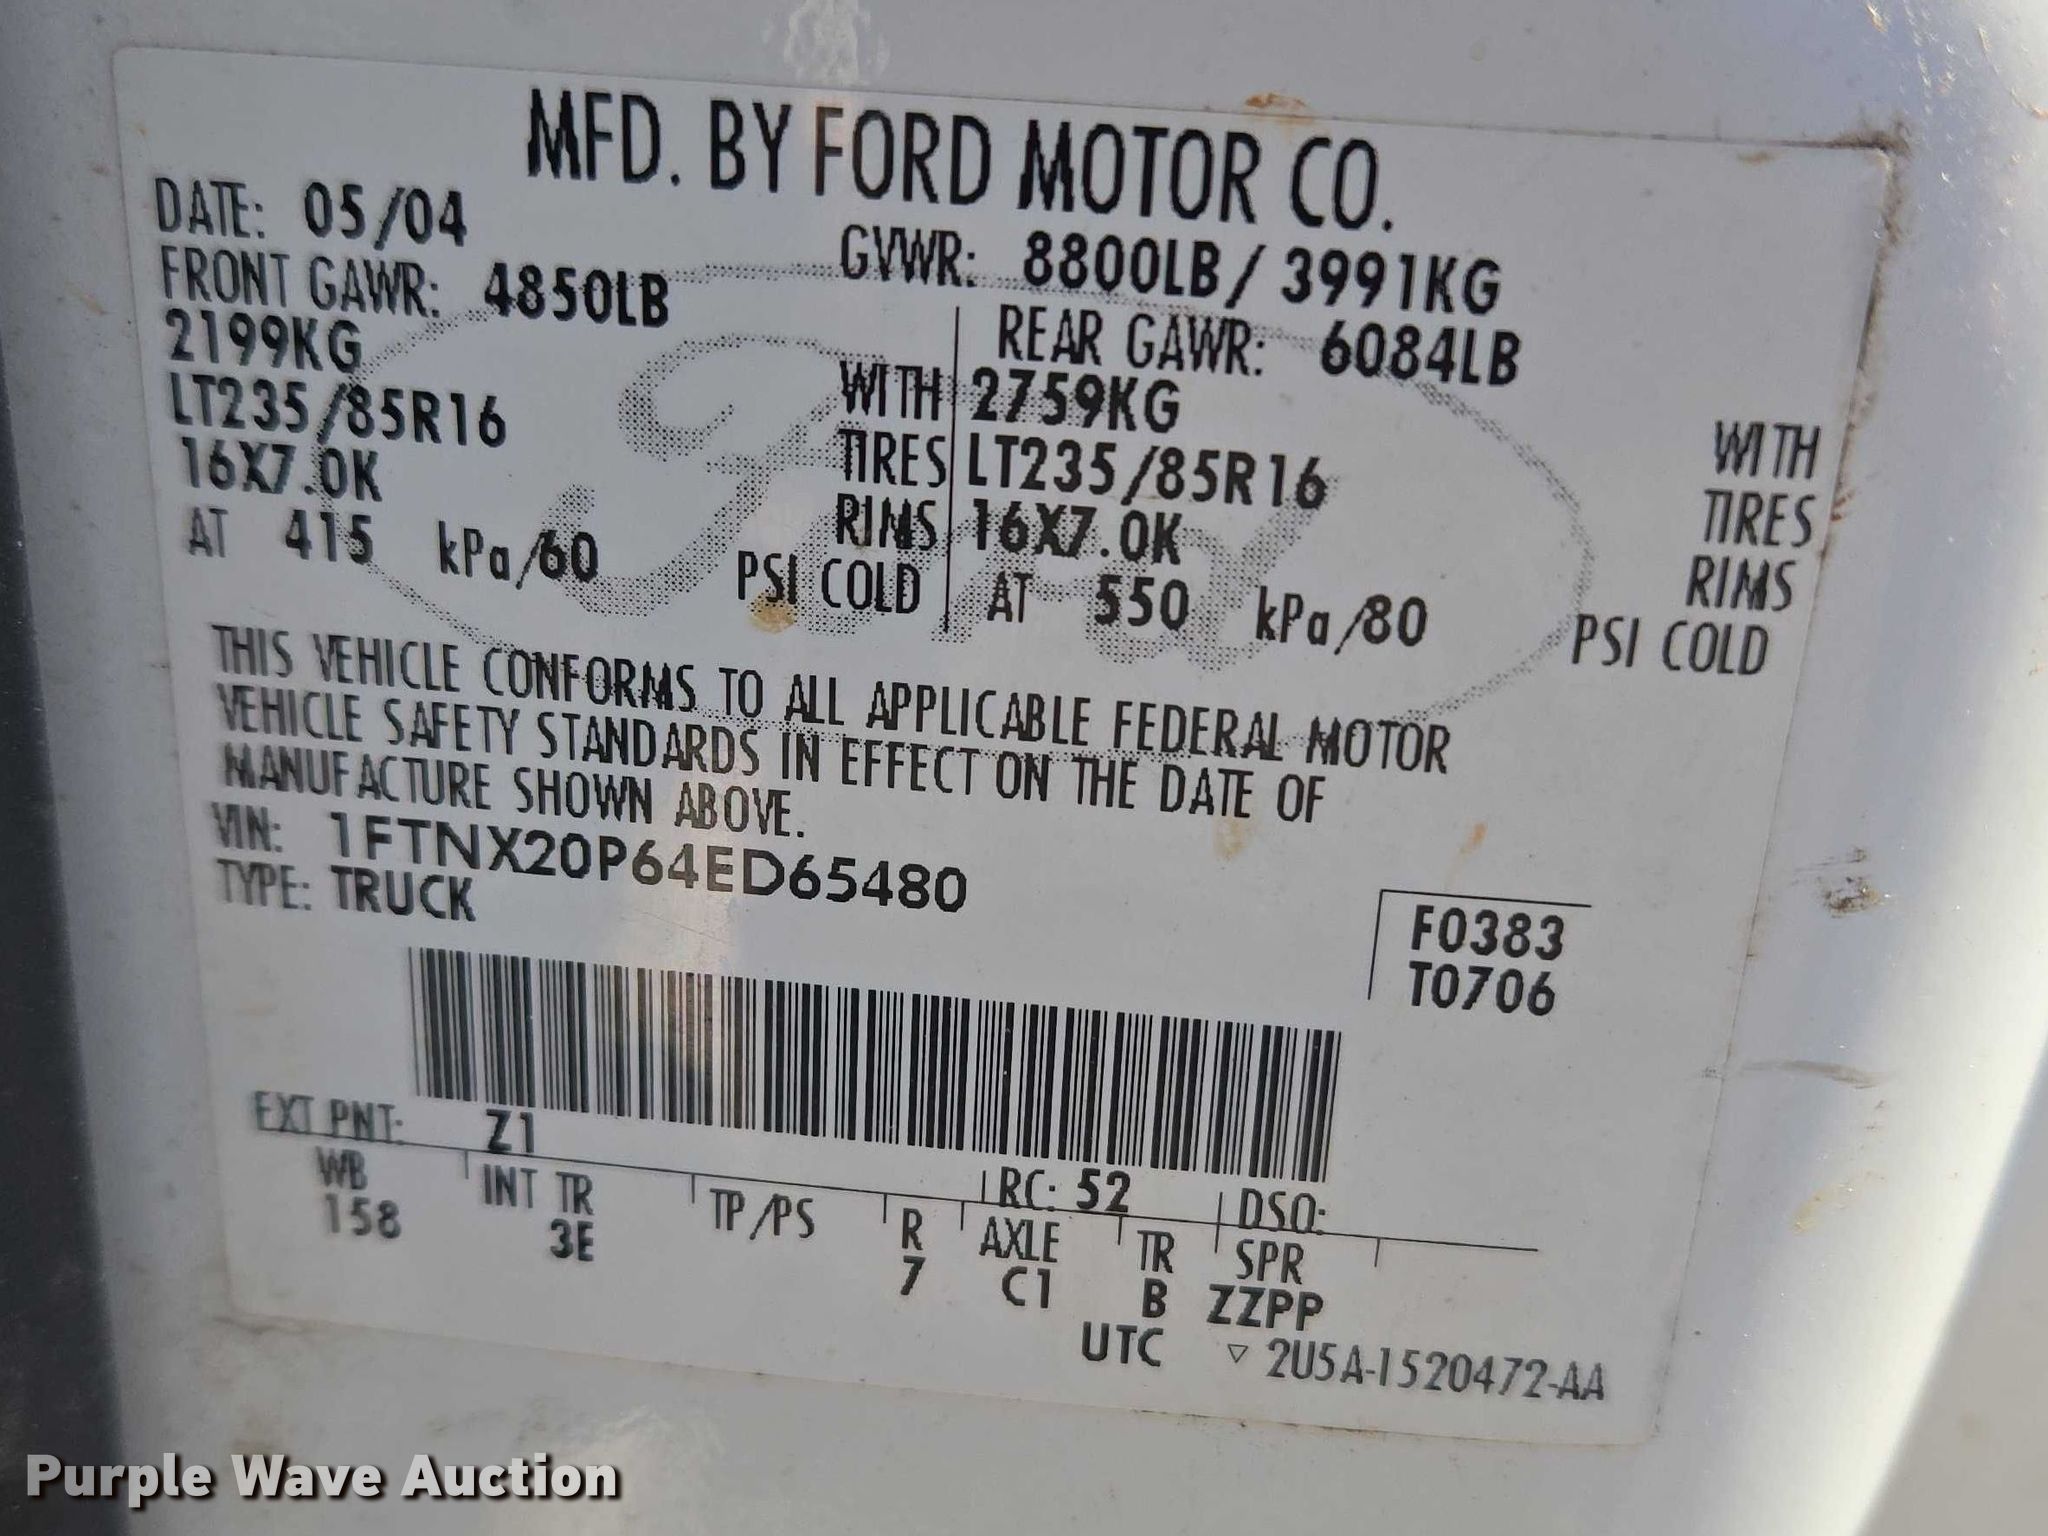 MFD. BY FORD MOTOR CO.
DATE: 05/04
GVWR: 8800LB/3991KG
FRONT GAWR: 4850LB
2199KG WITH
LT235/85R16 TIRES
16X7.0K RIMS
AT 415 kPa/60 PSI COLD
REAR GAWR: 6084LB
2759KG WITH
LT235/85R16 TIRES
16X7.0K RIMS
AT 550 kPa/80 PSI COLD
Ford
THIS VEHICLE CONFORMS TO ALL APPLICABLE FEDERAL MOTOR
VEHICLE SAFETY STANDARDS IN EFFECT ON THE DATE OF
MANUFACTURE SHOWN ABOVE.
VIN: 1FTNX20P64ED65480
TYPE: TRUCK
F0383
T0706
EXT PNT: Z1 RC: 52 DSO:
WB INT TR TP/PS R AXLE TR SPR
158 3E 7 C1 B ZZPP
UTC ▽ 2U5A-1520472-AA
Purple Wave Auction